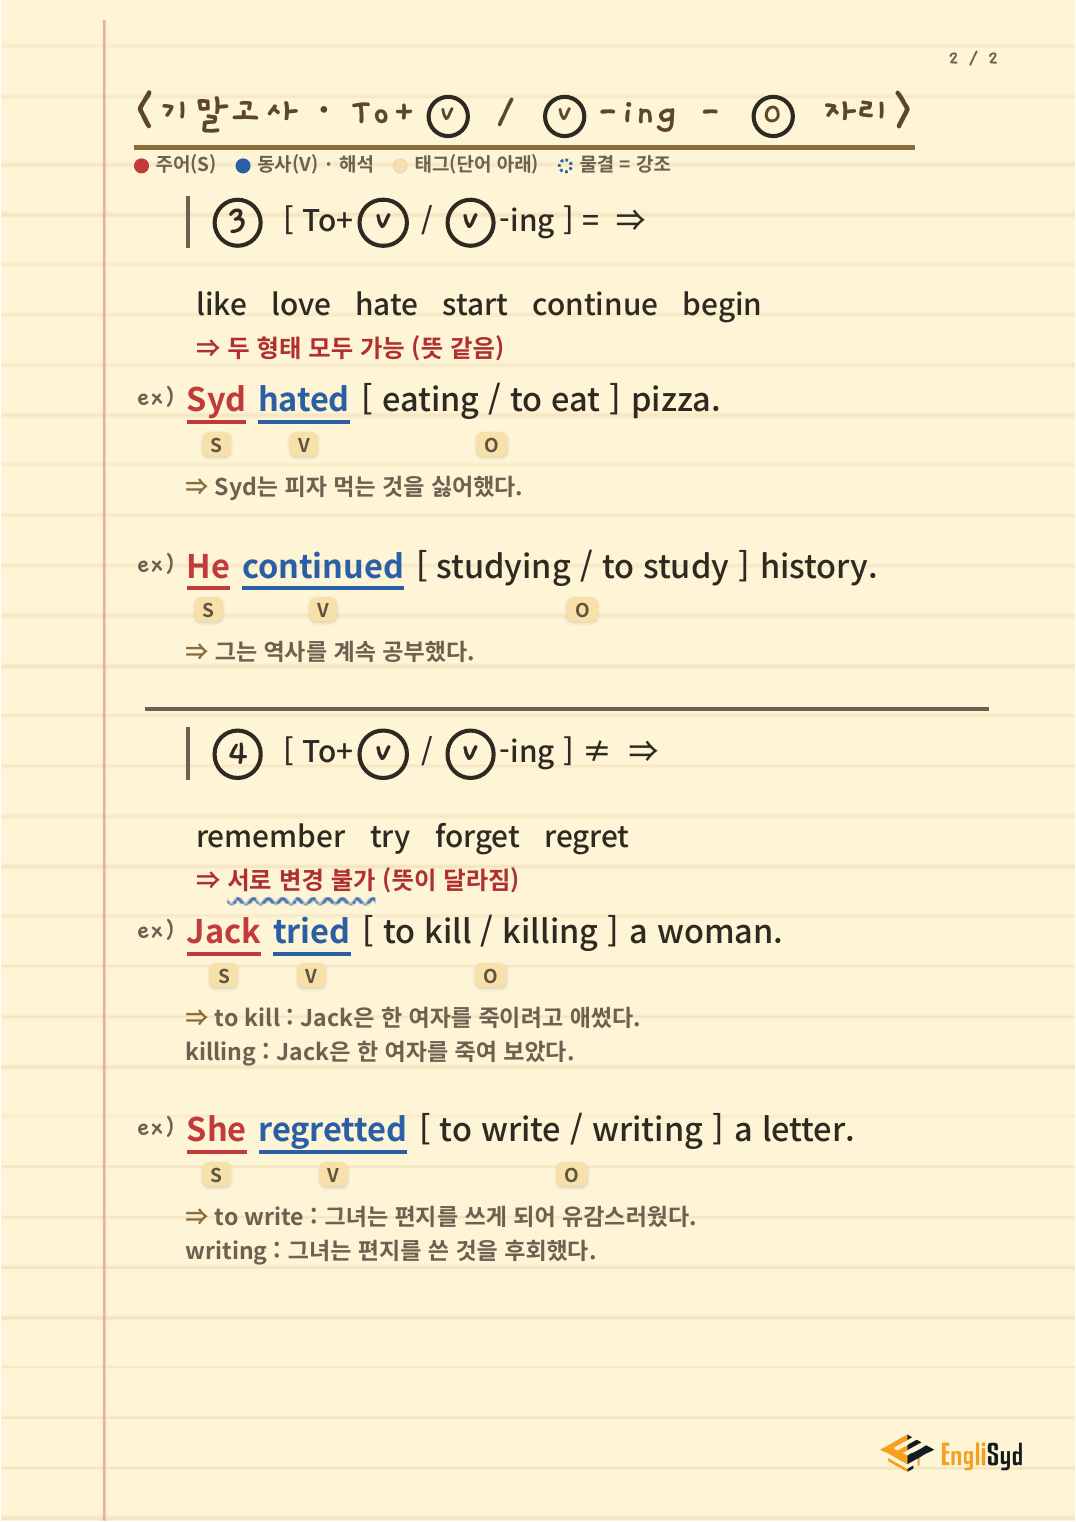 2 / 2
〈기말고사 · To+ⓥ / ⓥ-ing - ⓞ 자리〉
주어(S) 동사(V) · 해석 태그(단어 아래) 물결 = 강조
③ [ To+ⓥ / ⓥ-ing ] = ⇒
like love hate start continue begin
⇒ 두 형태 모두 가능 (뜻 같음)
ex) Syd hated [ eating / to eat ] pizza.
S V O
⇒ Syd는 피자 먹는 것을 싫어했다.
ex) He continued [ studying / to study ] history.
S V O
⇒ 그는 역사를 계속 공부했다.
④ [ To+ⓥ / ⓥ-ing ] ≠ ⇒
remember try forget regret
⇒ 서로 변경 불가 (뜻이 달라짐)
ex) Jack tried [ to kill / killing ] a woman.
S V O
⇒ to kill : Jack은 한 여자를 죽이려고 애썼다.
killing : Jack은 한 여자를 죽여 보았다.
ex) She regretted [ to write / writing ] a letter.
S V O
⇒ to write : 그녀는 편지를 쓰게 되어 유감스러웠다.
writing : 그녀는 편지를 쓴 것을 후회했다.
EngliSyd